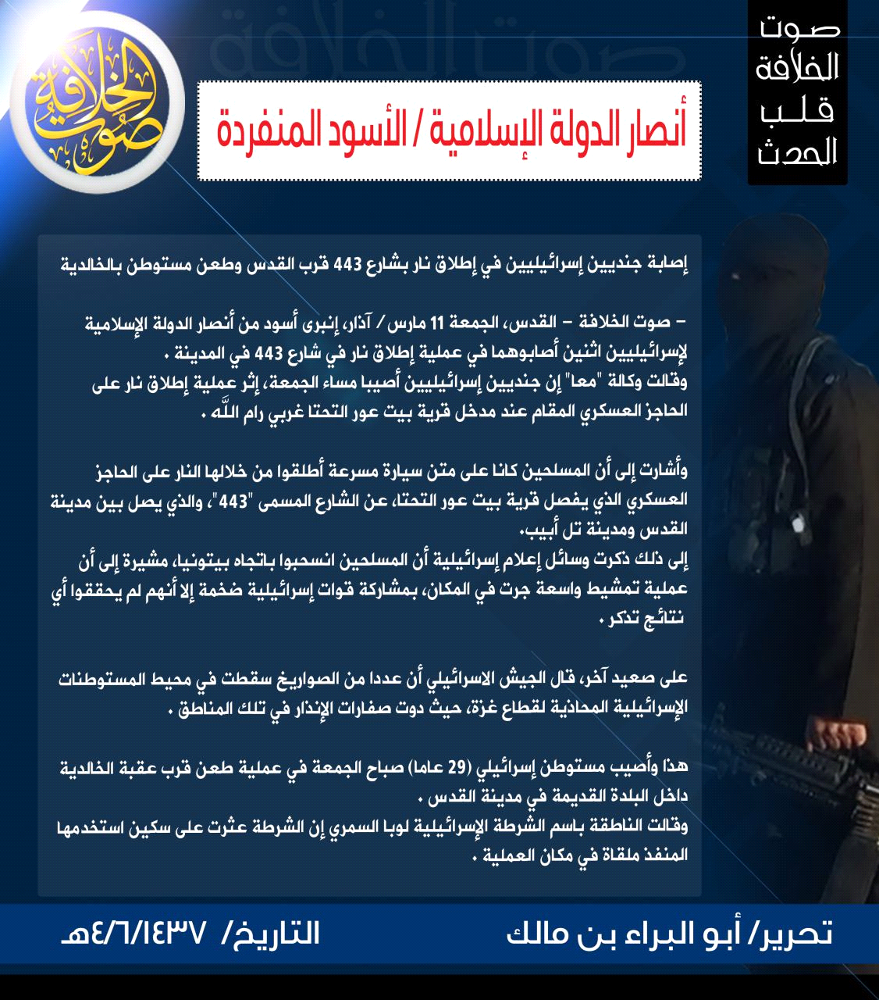 صوت الخلافة
صوت
الخلافة
قلب
الحدث
صوت الخلافة
أنصار الدولة الإسلامية / الأسود المنفردة
إصابة جنديين إسرائيليين في إطلاق نار بشارع 443 قرب القدس وطعن مستوطن بالخالدية
– صوت الخلافة – القدس، الجمعة 11 مارس/ آذار، إنبرى أسود من أنصار الدولة الإسلامية
لإسرائيليين اثنين أصابوهما في عملية إطلاق نار في شارع 443 في المدينة .
وقالت وكالة "معا" إن جنديين إسرائيليين أصيبا مساء الجمعة، إثر عملية إطلاق نار على
الحاجز العسكري المقام عند مدخل قرية بيت عور التحتا غربي رام الله .
وأشارت إلى أن المسلحين كانا على متن سيارة مسرعة أطلقوا من خلالها النار على الحاجز
العسكري الذي يفصل قرية بيت عور التحتا، عن الشارع المسمى "443"، والذي يصل بين مدينة
القدس ومدينة تل أبيب.
إلى ذلك ذكرت وسائل إعلام إسرائيلية أن المسلحين انسحبوا باتجاه بيتونيا، مشيرة إلى أن
عملية تمشيط واسعة جرت في المكان، بمشاركة قوات إسرائيلية ضخمة إلا أنهم لم يحققوا أي
نتائج تذكر .
على صعيد آخر، قال الجيش الاسرائيلي أن عددا من الصواريخ سقطت في محيط المستوطنات
الإسرائيلية المحاذية لقطاع غزة، حيث دوت صفارات الإنذار في تلك المناطق .
هذا وأصيب مستوطن إسرائيلي (29 عاما) صباح الجمعة في عملية طعن قرب عقبة الخالدية
داخل البلدة القديمة في مدينة القدس .
وقالت الناطقة باسم الشرطة الإسرائيلية لوبا السمري إن الشرطة عثرت على سكين استخدمها
المنفذ ملقاة في مكان العملية .
تحرير/ أبو البراء بن مالك
التاريخ/ ٤/٦/١٤٣٧هـ